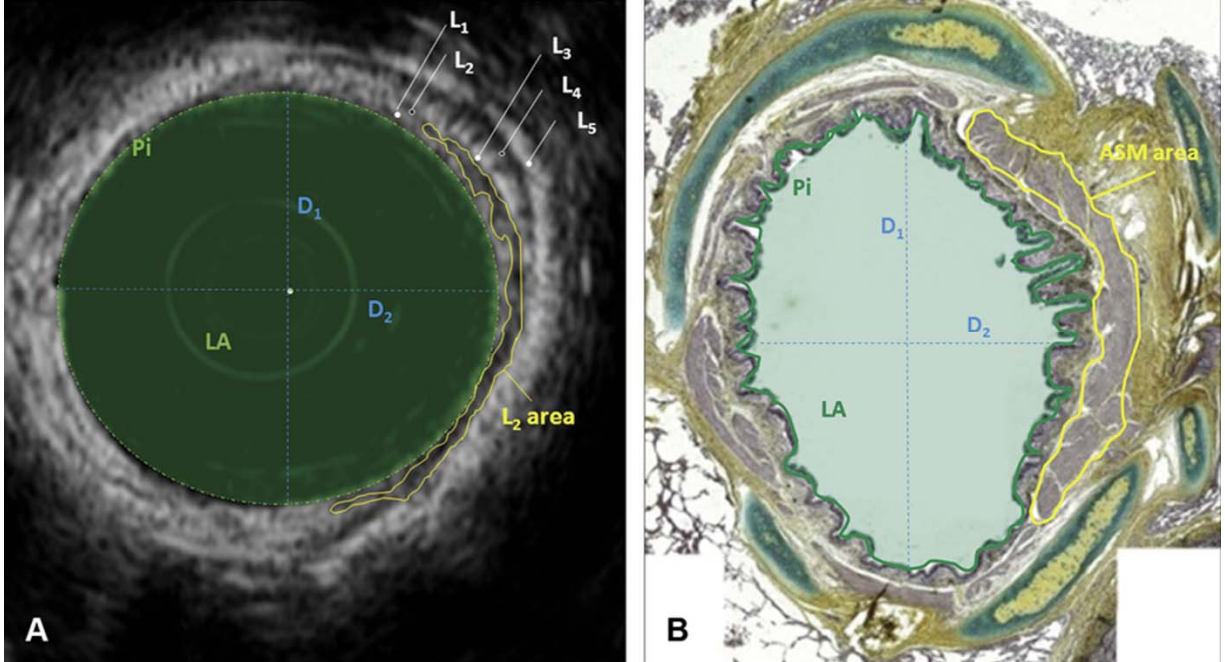 L₁
L₂
L₃
L₄
L₅
Pi
D₁
D₂
LA
L₂ area
A
Pi
ASM area
D₁
D₂
LA
B